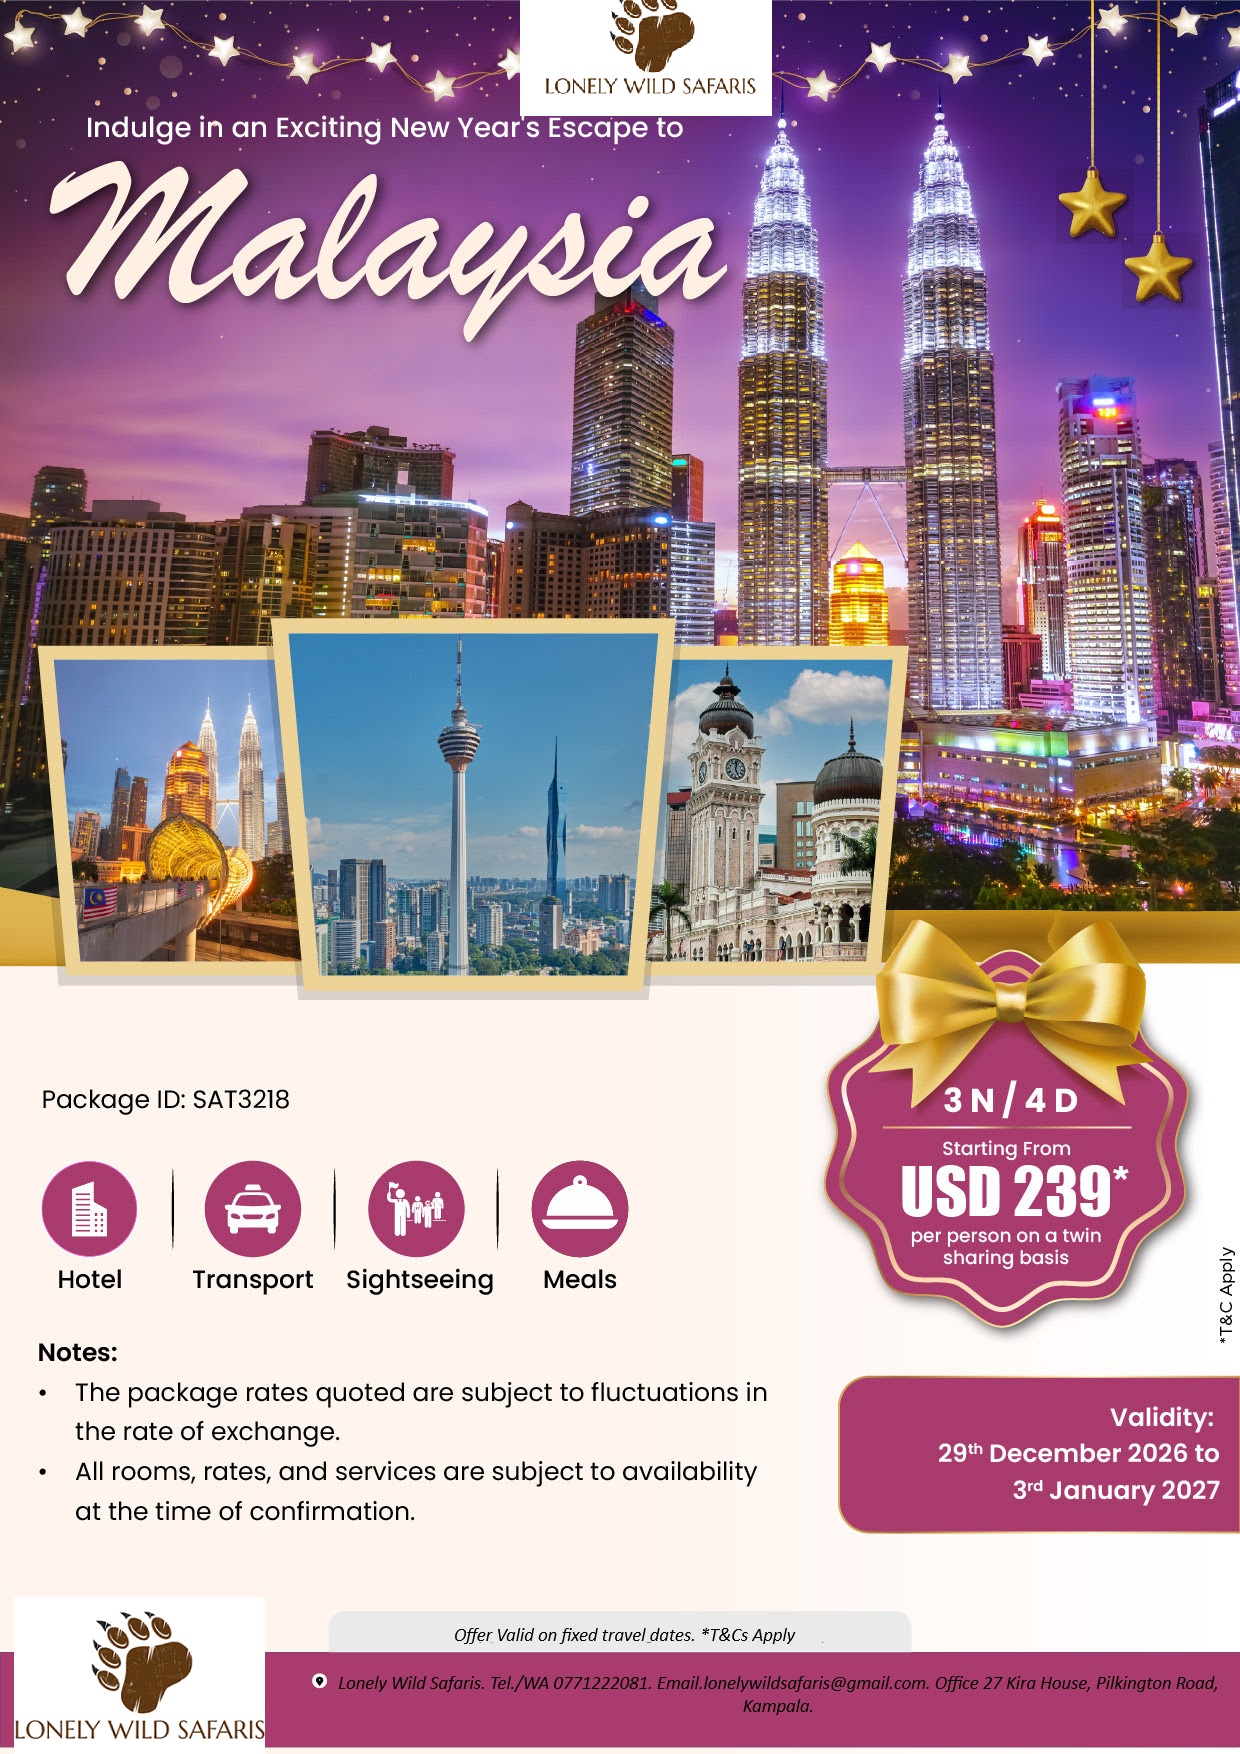 LONELY WILD SAFARIS
Indulge in an Exciting New Year's Escape to
Malaysia
Package ID: SAT3218
3 N / 4 D
Starting From
USD 239*
per person on a twin
sharing basis
*T&C Apply
Hotel
Transport
Sightseeing
Meals
Notes:
• The package rates quoted are subject to fluctuations in
the rate of exchange.
• All rooms, rates, and services are subject to availability
at the time of confirmation.
Validity:
29th December 2026 to
3rd January 2027
Offer Valid on fixed travel dates. *T&Cs Apply
LONELY WILD SAFARIS
Lonely Wild Safaris. Tel./WA 0771222081. Email.lonelywildsafaris@gmail.com. Office 27 Kira House, Pilkington Road,
Kampala.